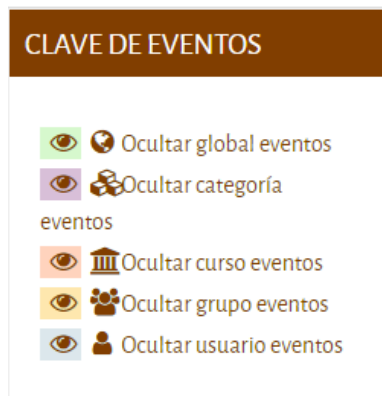 CLAVE DE EVENTOS
Ocultar global eventos
Ocultar categoría
eventos
Ocultar curso eventos
Ocultar grupo eventos
Ocultar usuario eventos